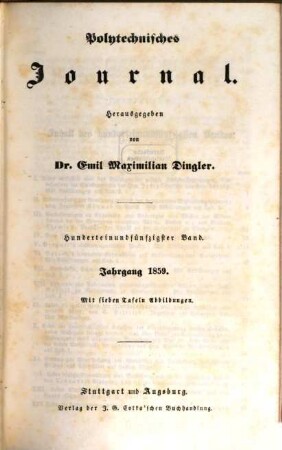 Polytechnisches
Journal.
Herausgegeben
von
Dr. Emil Maximilian Dingler.
Hunderteinundfünfzigster Band.
Jahrgang 1859.
Mit sieben Tafeln Abbildungen.
Stuttgart und Augsburg.
Verlag der J. G. Cotta'schen Buchhandlung.